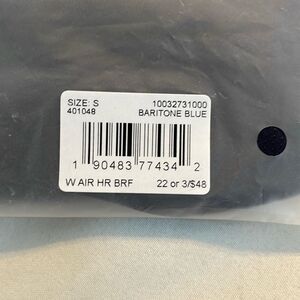 SIZE: S 10032731000
401048 BARITONE BLUE
1 90483 77434 2
W AIR HR BRF 22 or 3/$48